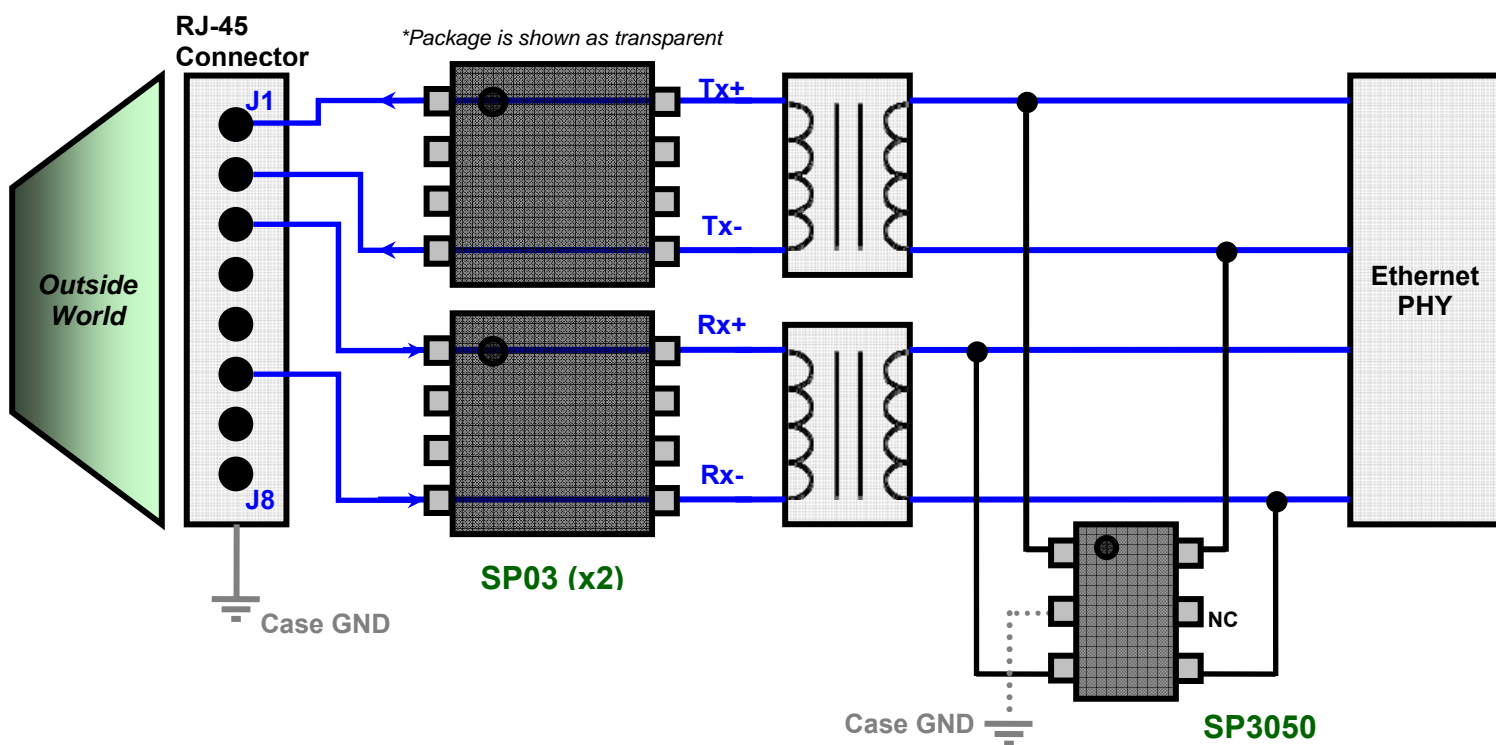 RJ-45
Connector
*Package is shown as transparent
J1
Tx+
Tx-
Outside
World
Ethernet
PHY
Rx+
Rx-
J8
SP03 (x2)
NC
Case GND
Case GND
SP3050